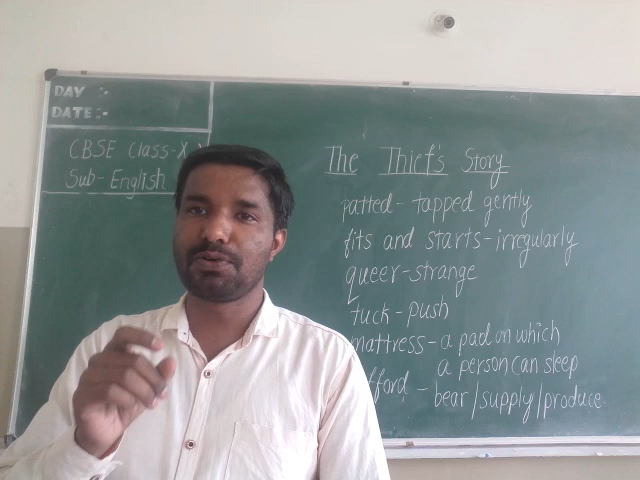 DAY :-
DATE :-
CBSE Class-X
Sub- English
The Thief's Story
patted - tapped gently
fits and starts - irregularly
queer - strange
tuck - push
mattress - a pad on which
a person can sleep
fford - bear/supply/produce